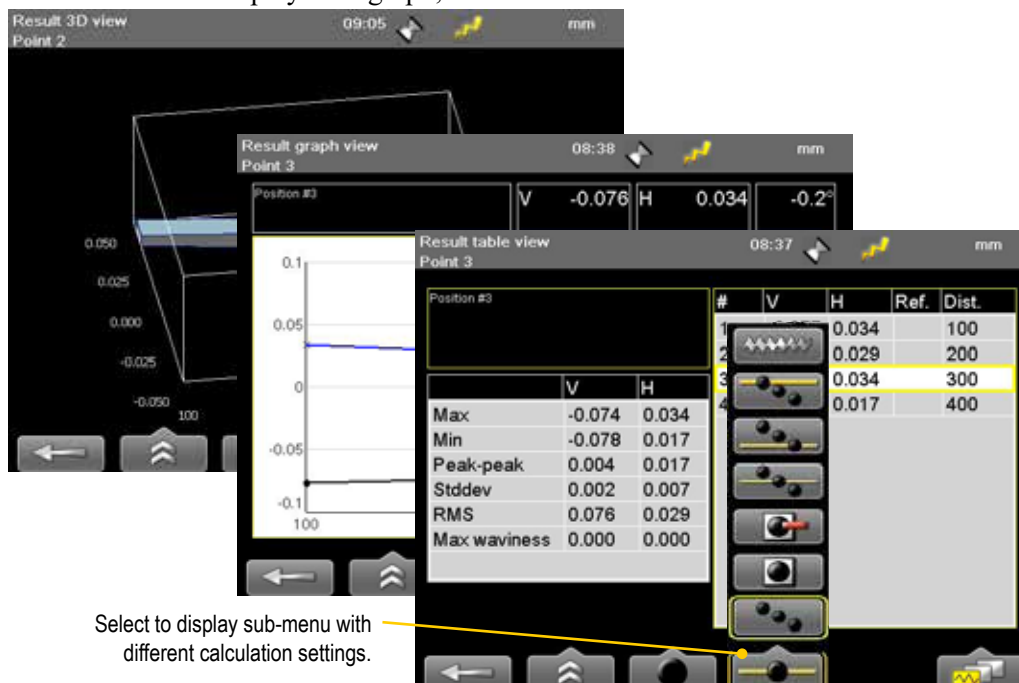 Result 3D view 09:05 mm
Point 2
0.050
0.025
0.000
-0.025
-0.050
100
Result graph view 08:38 mm
Point 3
Position #3 V -0.076 H 0.034 -0.2°
0.1
0.05
0
-0.05
-0.1
100
Result table view 08:37 mm
Point 3
Position #3
# V H Ref. Dist.
1 0.034 100
2 0.029 200
3 0.034 300
4 0.017 400
V H
Max -0.074 0.034
Min -0.078 0.017
Peak-peak 0.004 0.017
Stddev 0.002 0.007
RMS 0.076 0.029
Max waviness 0.000 0.000
Select to display sub-menu with
different calculation settings.